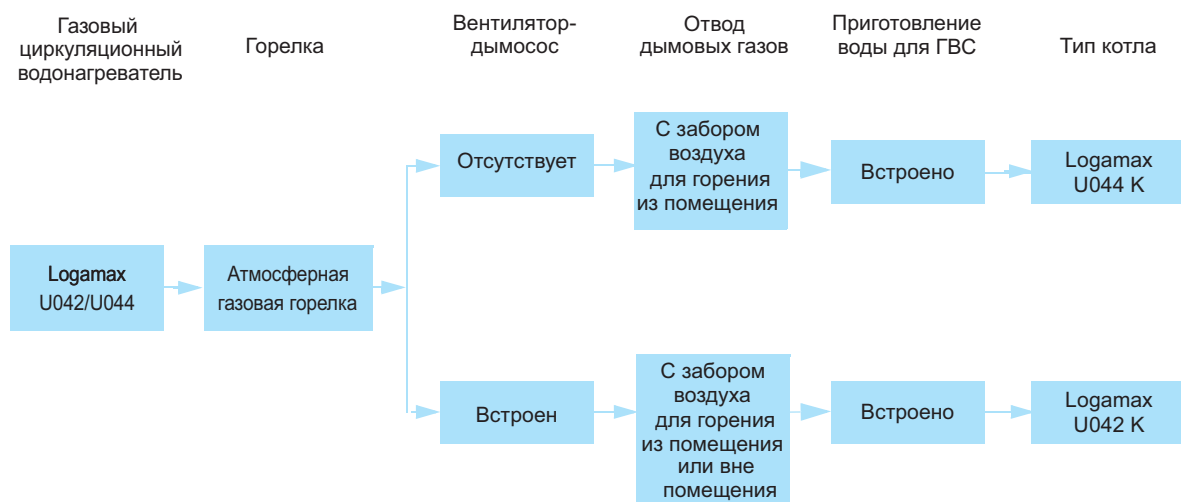 Газовый
циркуляционный
водонагреватель
Горелка
Вентилятор-
дымосос
Отвод
дымовых газов
Приготовление
воды для ГВС
Тип котла
Logamax
U042/U044
Атмосферная
газовая горелка
Отсутствует
С забором
воздуха
для горения
из помещения
Встроено
Logamax
U044 K
Встроен
С забором
воздуха
для горения
из помещения
или вне
помещения
Встроено
Logamax
U042 K